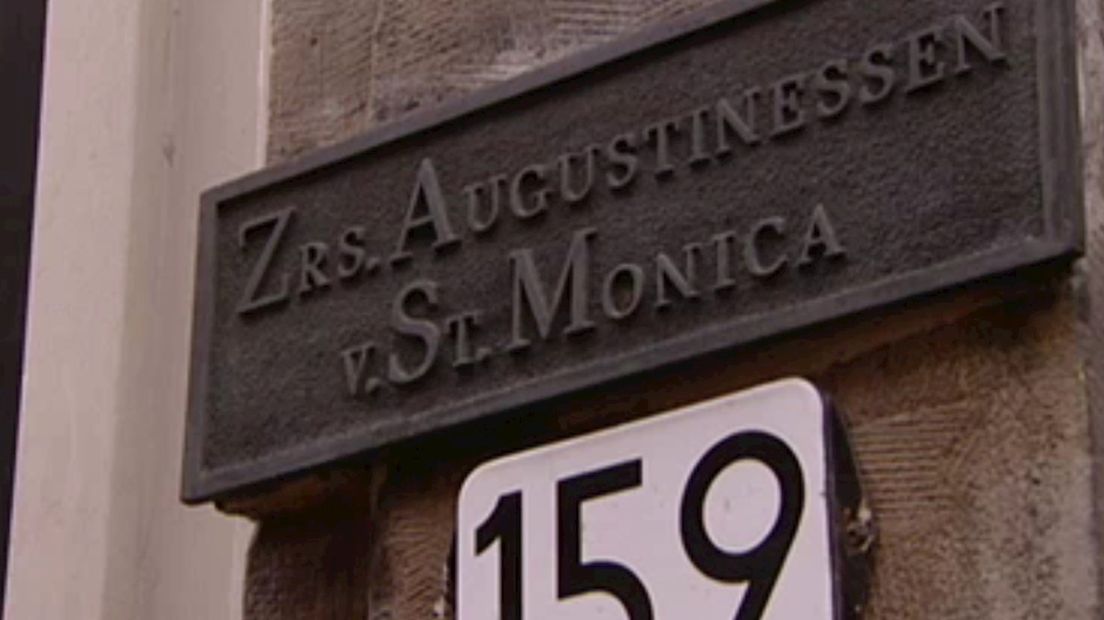 Zrs. Augustinessen
v. St. Monica
159